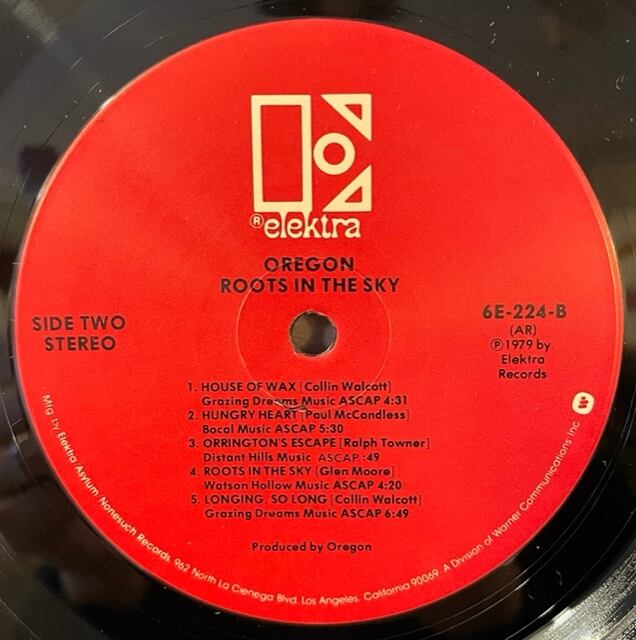 ® elektra
OREGON
ROOTS IN THE SKY
SIDE TWO
STEREO
6E-224-B
(AR)
Ⓟ 1979 by
Elektra
Records
1. HOUSE OF WAX [Collin Walcott]
Grazing Dreams Music ASCAP 4:31
2. HUNGRY HEART [Paul McCandless]
Bocal Music ASCAP 5:30
3. ORRINGTON'S ESCAPE [Ralph Towner]
Distant Hills Music ASCAP :49
4. ROOTS IN THE SKY [Glen Moore]
Watson Hollow Music ASCAP 4:20
5. LONGING, SO LONG [Collin Walcott]
Grazing Dreams Music ASCAP 6:49
Produced by Oregon
Mfg by Elektra Asylum Nonesuch Records, 962 North La Cienega Blvd. Los Angeles, California 90069 A Division of Warner Communications Inc